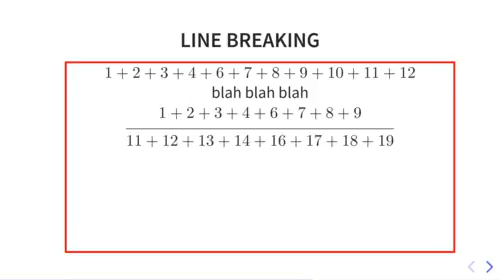 LINE BREAKING
1 + 2 + 3 + 4 + 6 + 7 + 8 + 9 + 10 + 11 + 12
blah blah blah
1 + 2 + 3 + 4 + 6 + 7 + 8 + 9
11 + 12 + 13 + 14 + 16 + 17 + 18 + 19